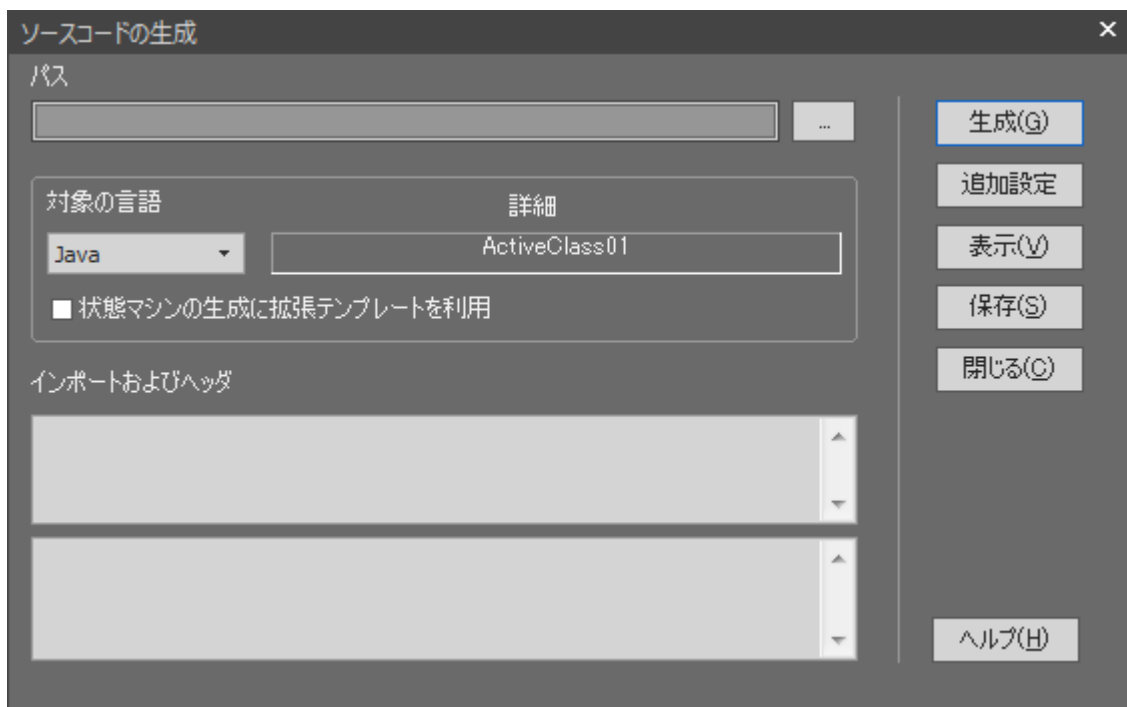 ソースコードの生成
パス
...
生成(G)
追加設定
対象の言語
詳細
Java
ActiveClass01
表示(V)
状態マシンの生成に拡張テンプレートを利用
保存(S)
閉じる(C)
インポートおよびヘッダ
ヘルプ(H)